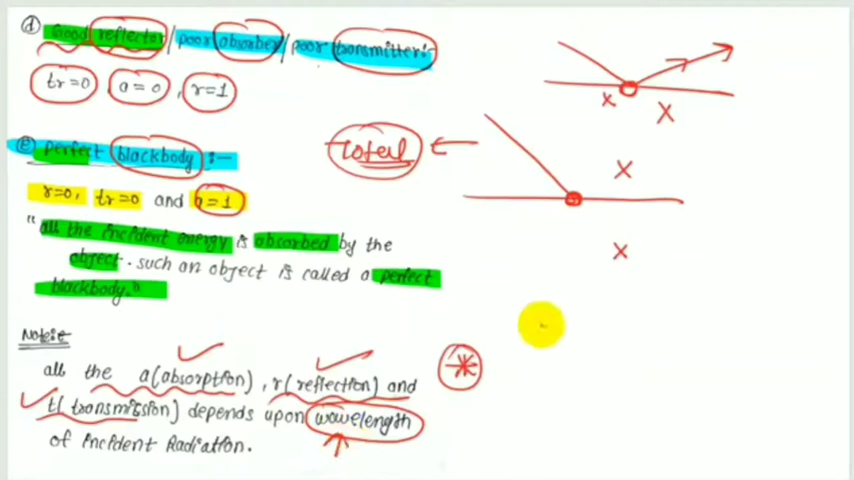 (d) Good reflector/poor absorber/poor transmitter:-
tr=0, a=0, r=1
(e) perfect blackbody:-
total
r=0, tr=0 and a=1
"all the incident energy is absorbed by the
object. such an object is called a perfect
blackbody."
Note:-
all the a(absorption), r(reflection) and
t(transmission) depends upon wavelength
of incident Radiation.